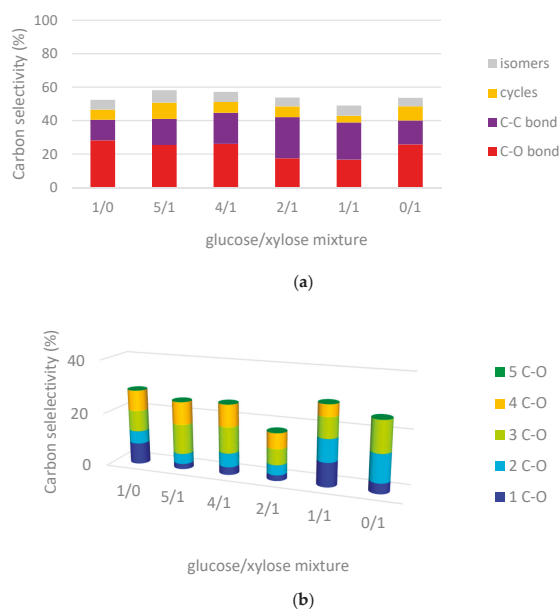 100
80
60
40
20
0
Carbon selectivity (%)
1/0 5/1 4/1 2/1 1/1 0/1
glucose/xylose mixture
isomers
cycles
C-C bond
C-O bond
(a)
40
20
0
Carbon selelectivity (%)
1/0 5/1 4/1 2/1 1/1 0/1
glucose/xylose mixture
5 C-O
4 C-O
3 C-O
2 C-O
1 C-O
(b)